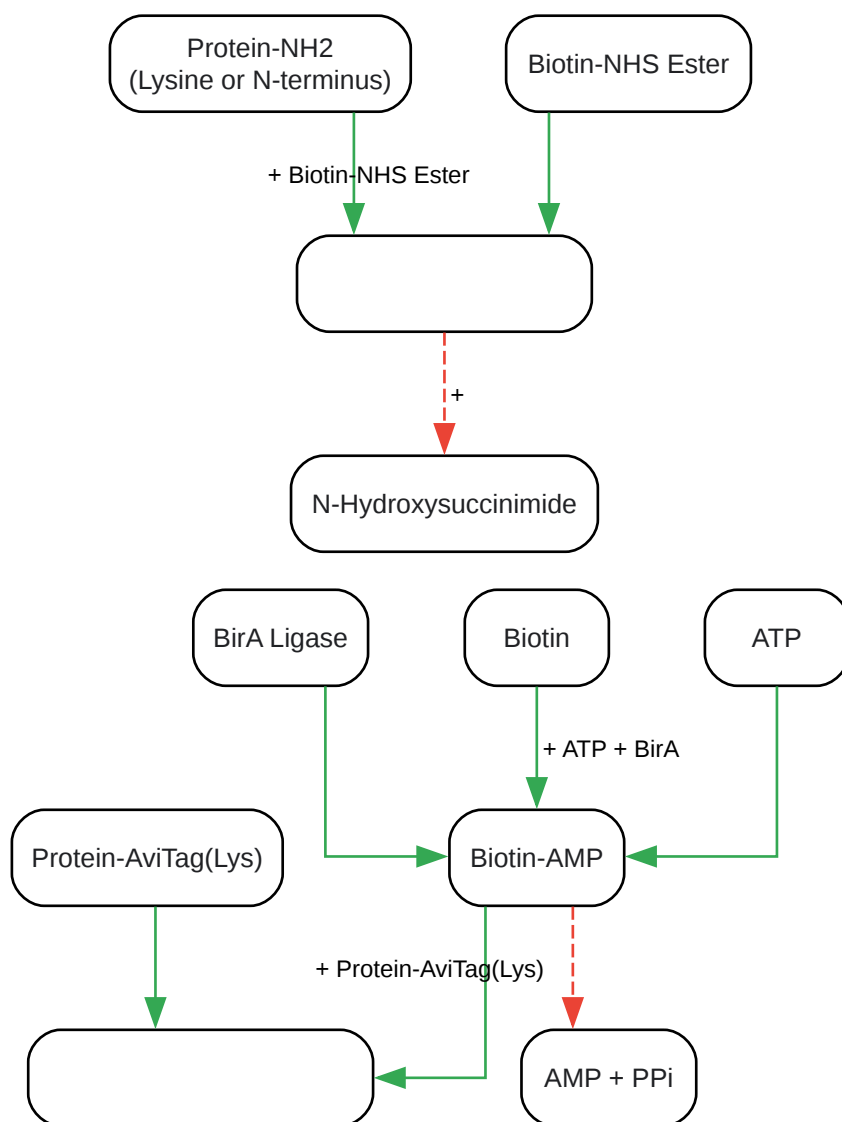 Protein-NH2
(Lysine or N-terminus)
Biotin-NHS Ester
+ Biotin-NHS Ester
+
N-Hydroxysuccinimide
BirA Ligase
Biotin
ATP
+ ATP + BirA
Protein-AviTag(Lys)
Biotin-AMP
+ Protein-AviTag(Lys)
AMP + PPi